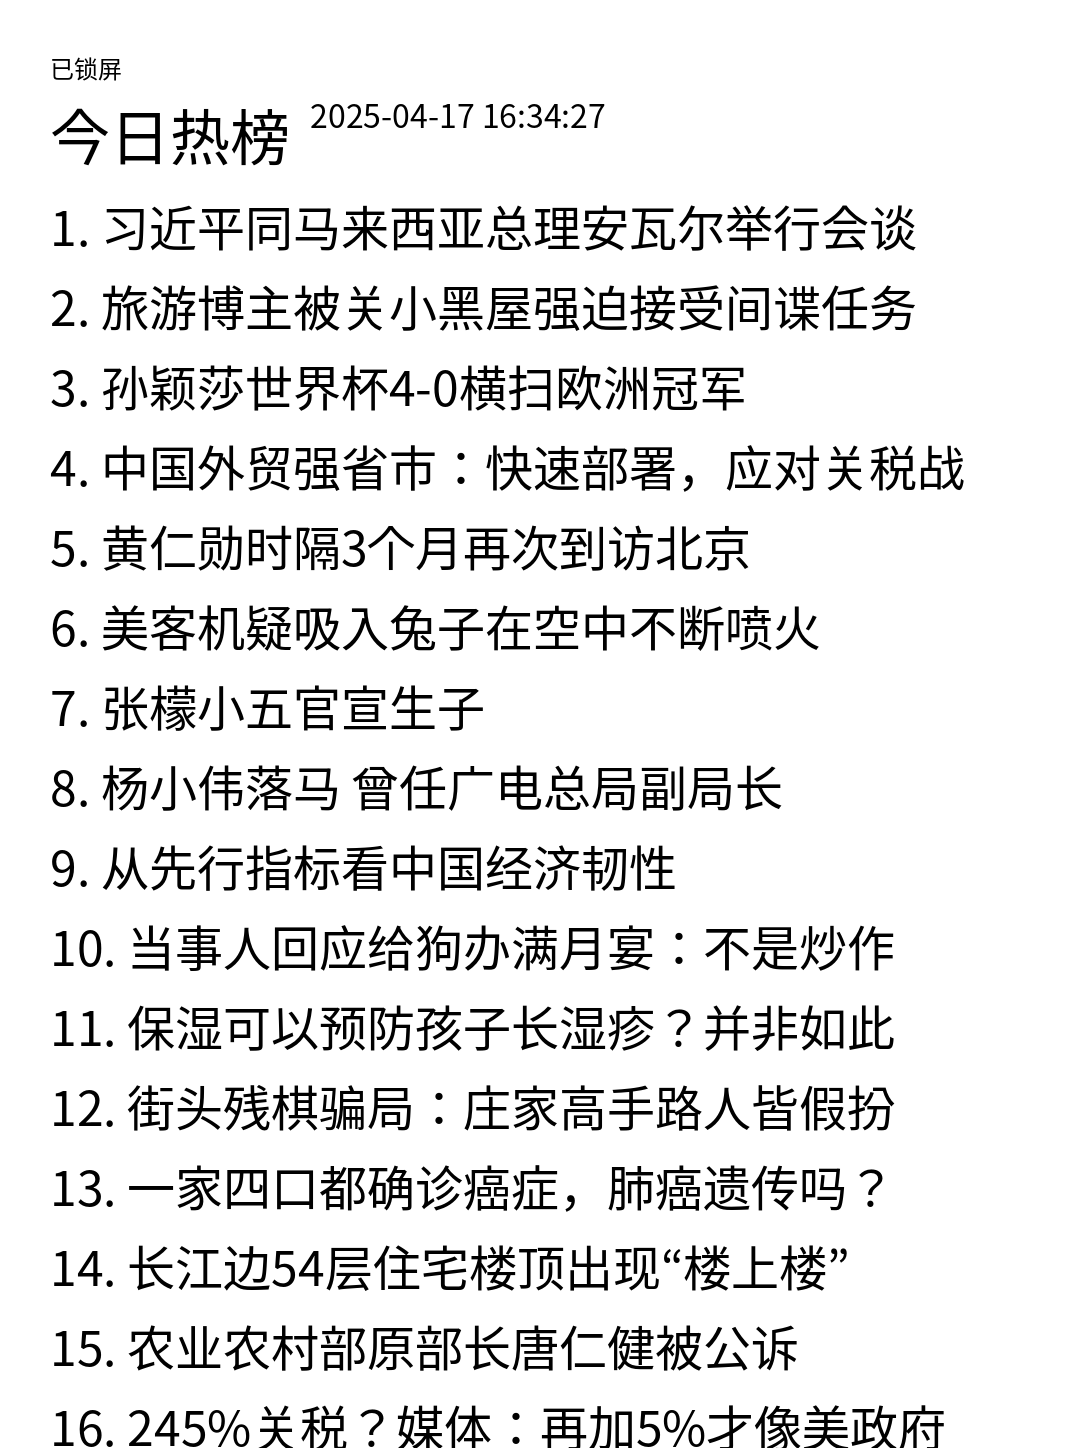 已锁屏
今日热榜 2025-04-17 16:34:27
1. 习近平同马来西亚总理安瓦尔举行会谈
2. 旅游博主被关小黑屋强迫接受间谍任务
3. 孙颖莎世界杯4-0横扫欧洲冠军
4. 中国外贸强省市：快速部署，应对关税战
5. 黄仁勋时隔3个月再次到访北京
6. 美客机疑吸入兔子在空中不断喷火
7. 张檬小五官宣生子
8. 杨小伟落马 曾任广电总局副局长
9. 从先行指标看中国经济韧性
10. 当事人回应给狗办满月宴：不是炒作
11. 保湿可以预防孩子长湿疹？并非如此
12. 街头残棋骗局：庄家高手路人皆假扮
13. 一家四口都确诊癌症，肺癌遗传吗？
14. 长江边54层住宅楼顶出现“楼上楼”
15. 农业农村部原部长唐仁健被公诉
16. 245%关税？媒体：再加5%才像美政府